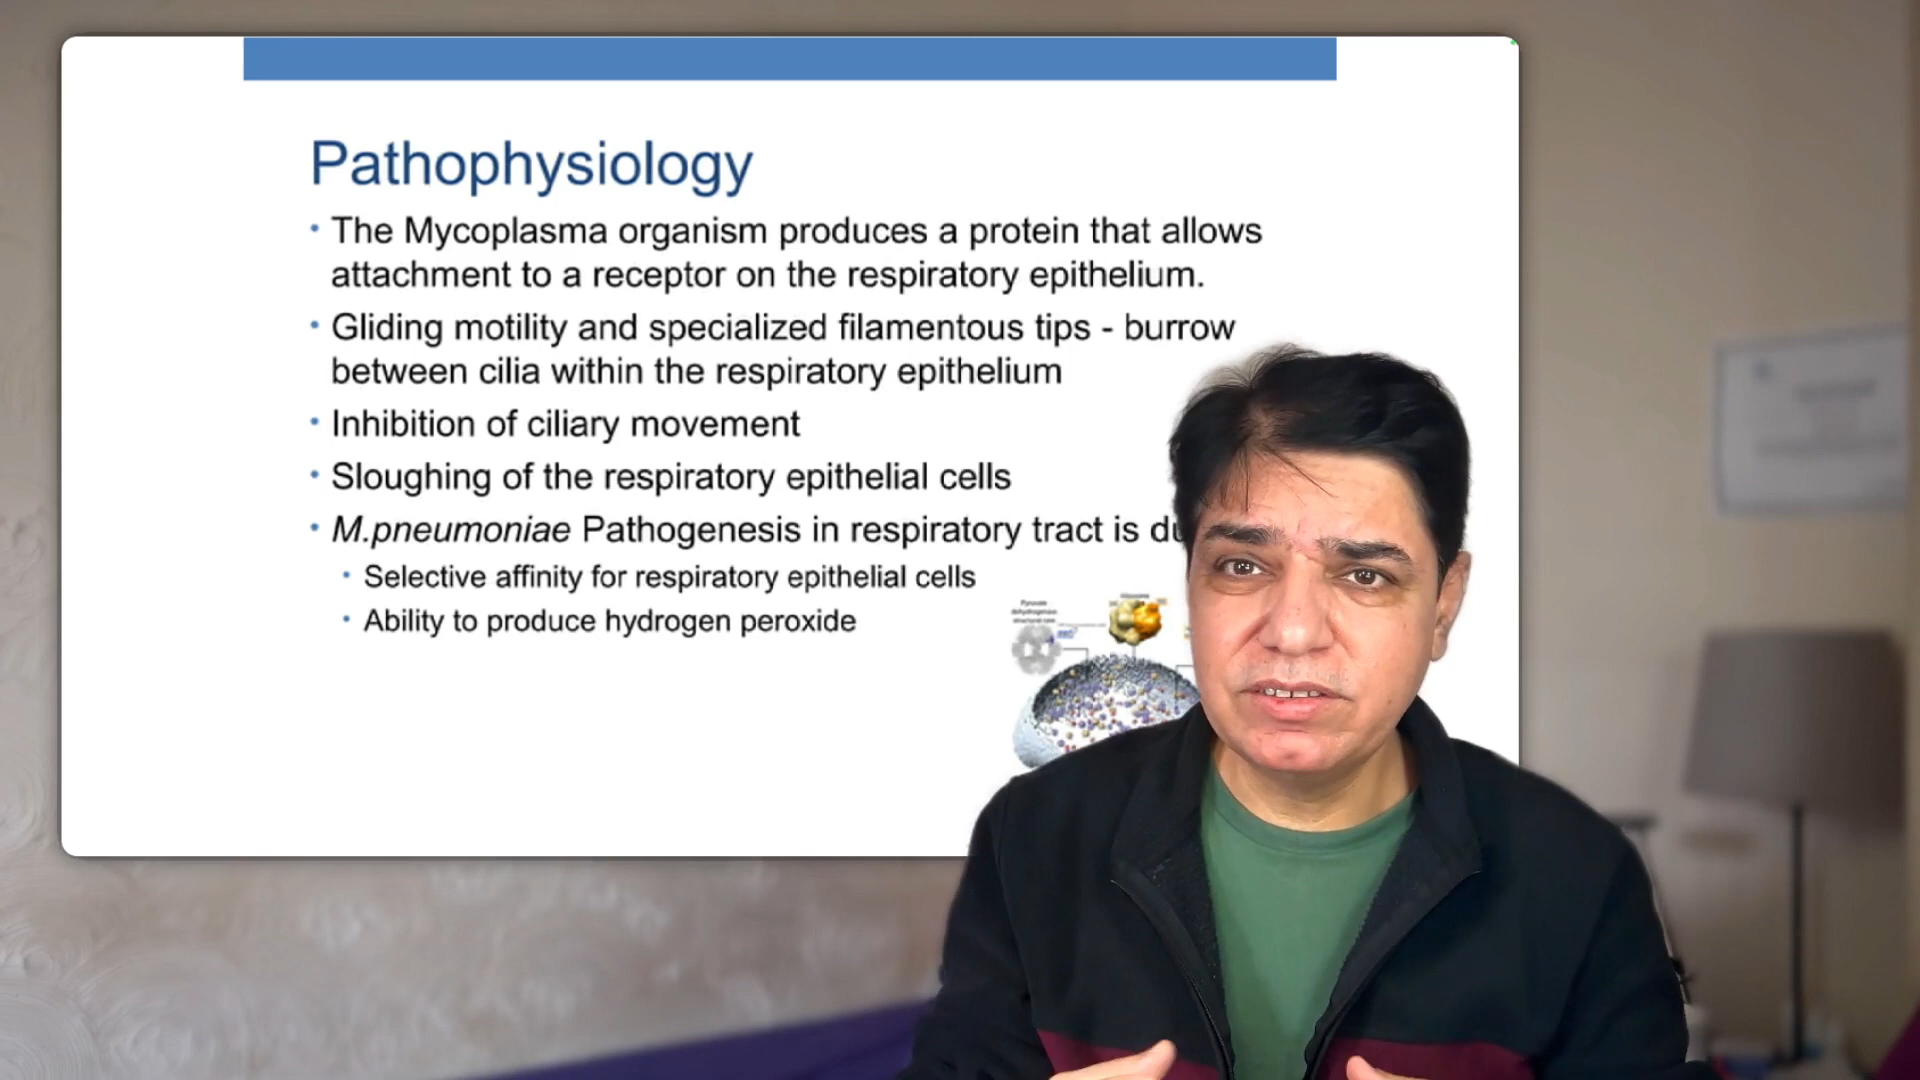 Pathophysiology
• The Mycoplasma organism produces a protein that allows
attachment to a receptor on the respiratory epithelium.
• Gliding motility and specialized filamentous tips - burrow
between cilia within the respiratory epithelium
• Inhibition of ciliary movement
• Sloughing of the respiratory epithelial cells
• M.pneumoniae Pathogenesis in respiratory tract is
• Selective affinity for respiratory epithelial cells
• Ability to produce hydrogen peroxide